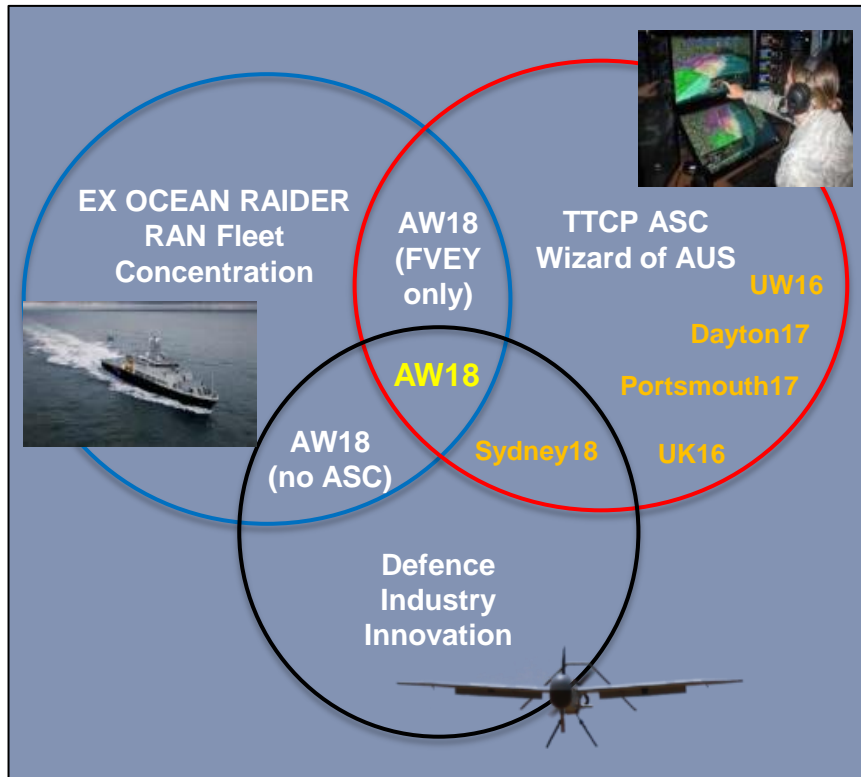 EX OCEAN RAIDER
RAN Fleet
Concentration
AW18
(FVEY
only)
TTCP ASC
Wizard of AUS
UW16
Dayton17
Portsmouth17
UK16
Sydney18
AW18
AW18
(no ASC)
Defence
Industry
Innovation